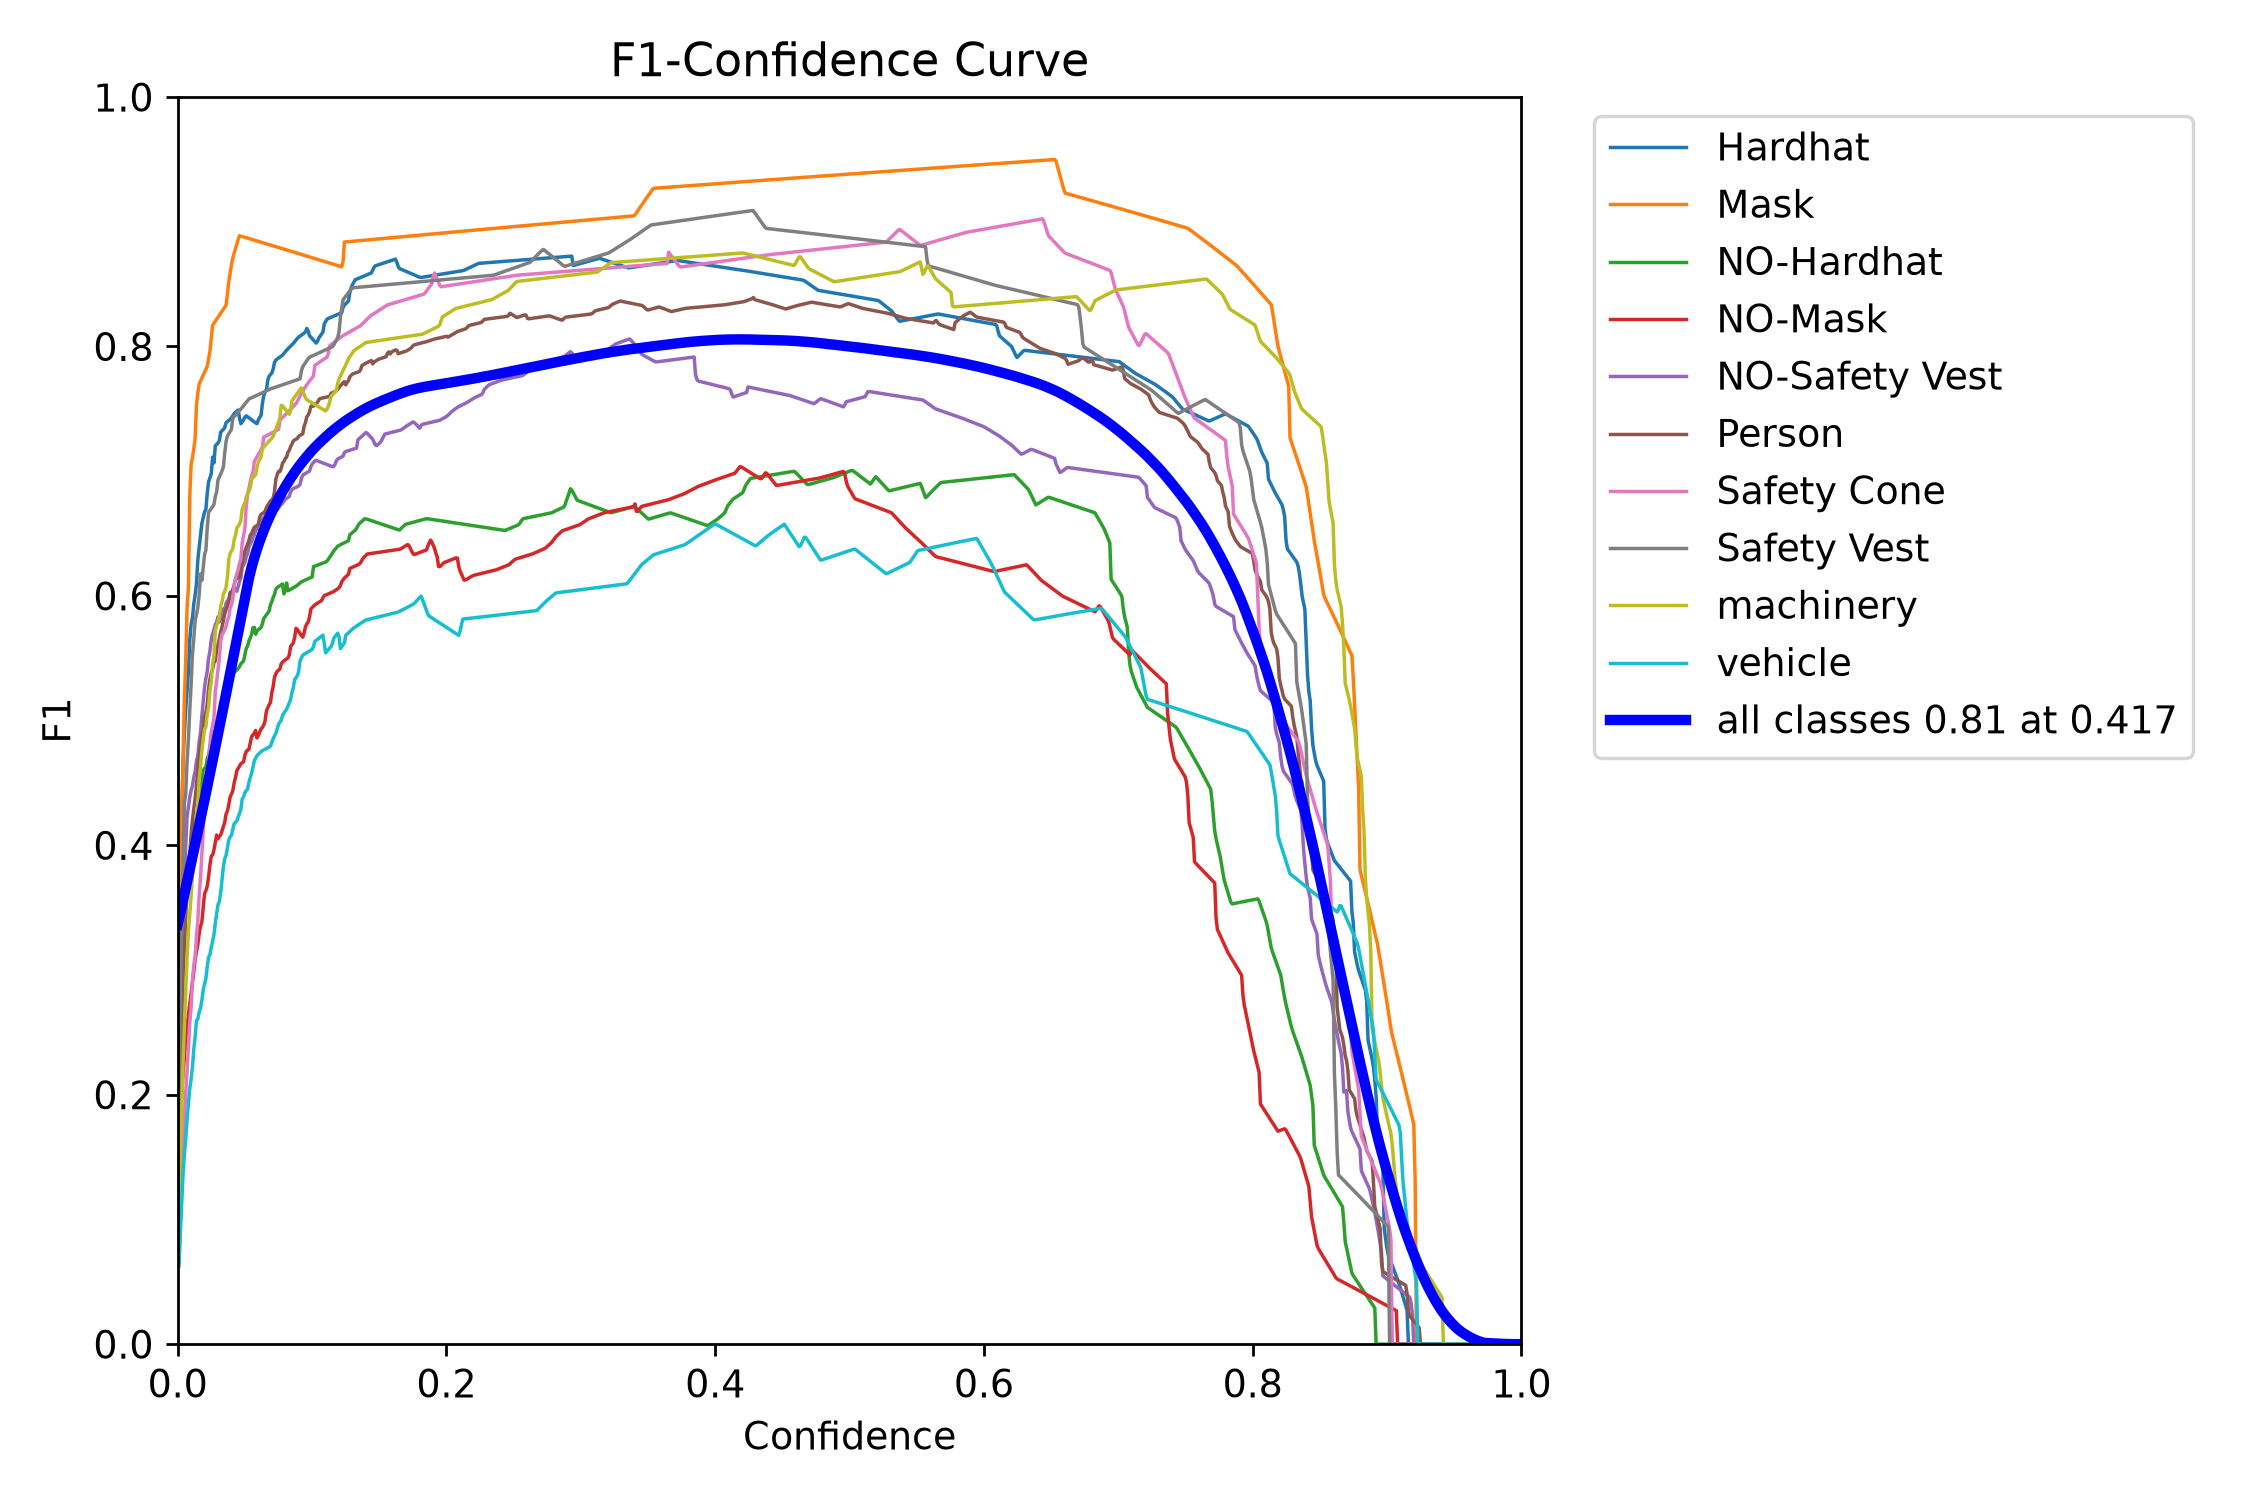 F1-Confidence Curve
1.0
0.8
0.6
0.4
0.2
0.0
F1
0.0 0.2 0.4 0.6 0.8 1.0
Confidence
Hardhat
Mask
NO-Hardhat
NO-Mask
NO-Safety Vest
Person
Safety Cone
Safety Vest
machinery
vehicle
all classes 0.81 at 0.417